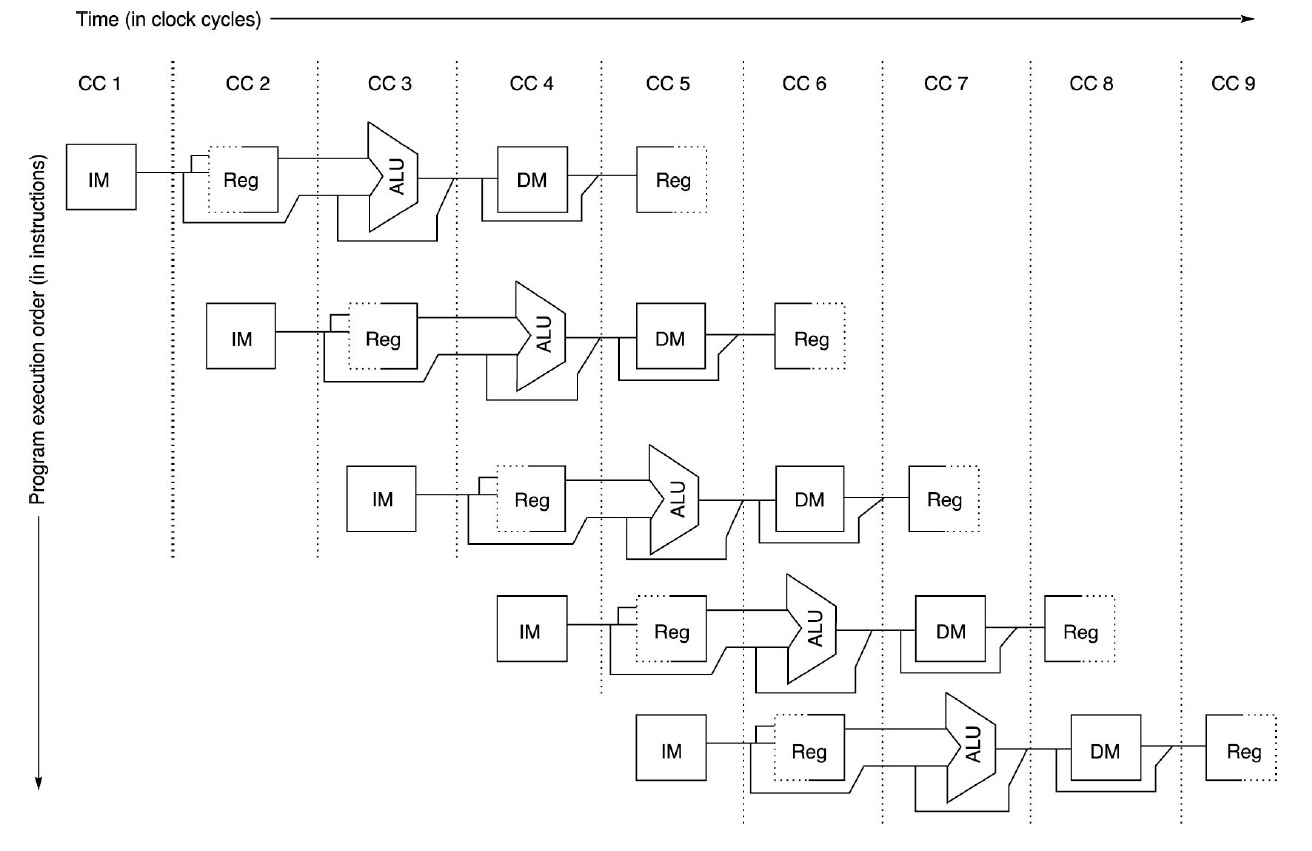 Time (in clock cycles)
CC 1 CC 2 CC 3 CC 4 CC 5 CC 6 CC 7 CC 8 CC 9
Program execution order (in instructions)
IM Reg ALU DM Reg
IM Reg ALU DM Reg
IM Reg ALU DM Reg
IM Reg ALU DM Reg
IM Reg ALU DM Reg